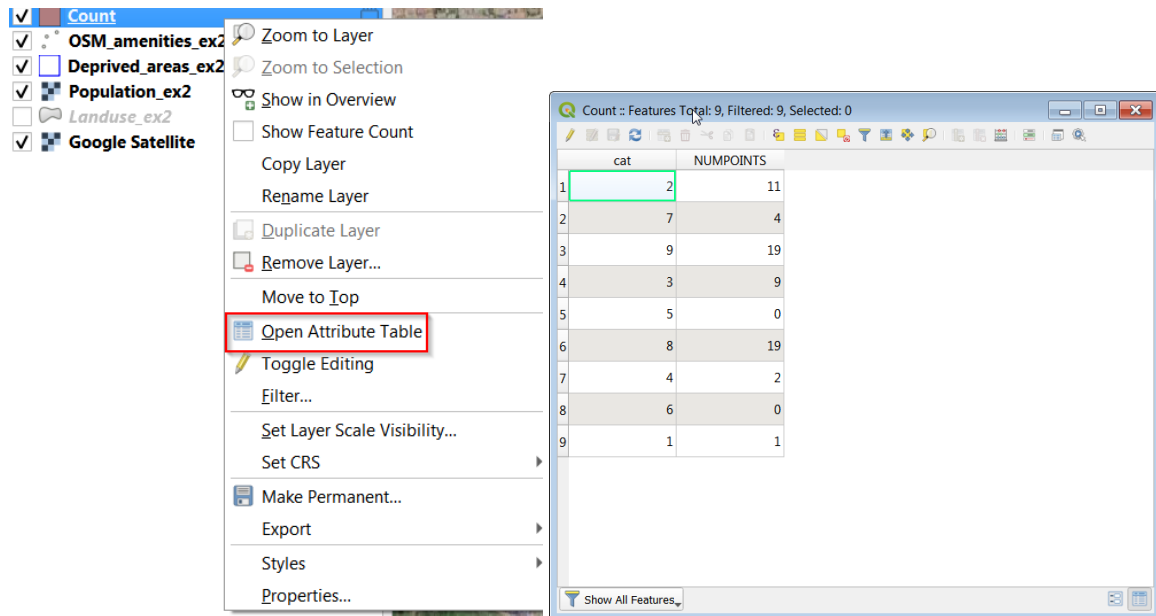 Count
OSM_amenities_ex2
Deprived_areas_ex2
Population_ex2
Landuse_ex2
Google Satellite
Zoom to Layer
Zoom to Selection
Show in Overview
Show Feature Count
Copy Layer
Rename Layer
Duplicate Layer
Remove Layer...
Move to Top
Open Attribute Table
Toggle Editing
Filter...
Set Layer Scale Visibility...
Set CRS
Make Permanent...
Export
Styles
Properties...
Count :: Features Total: 9, Filtered: 9, Selected: 0
cat NUMPOINTS
1 2 11
2 7 4
3 9 19
4 3 9
5 5 0
6 8 19
7 4 2
8 6 0
9 1 1
Show All Features